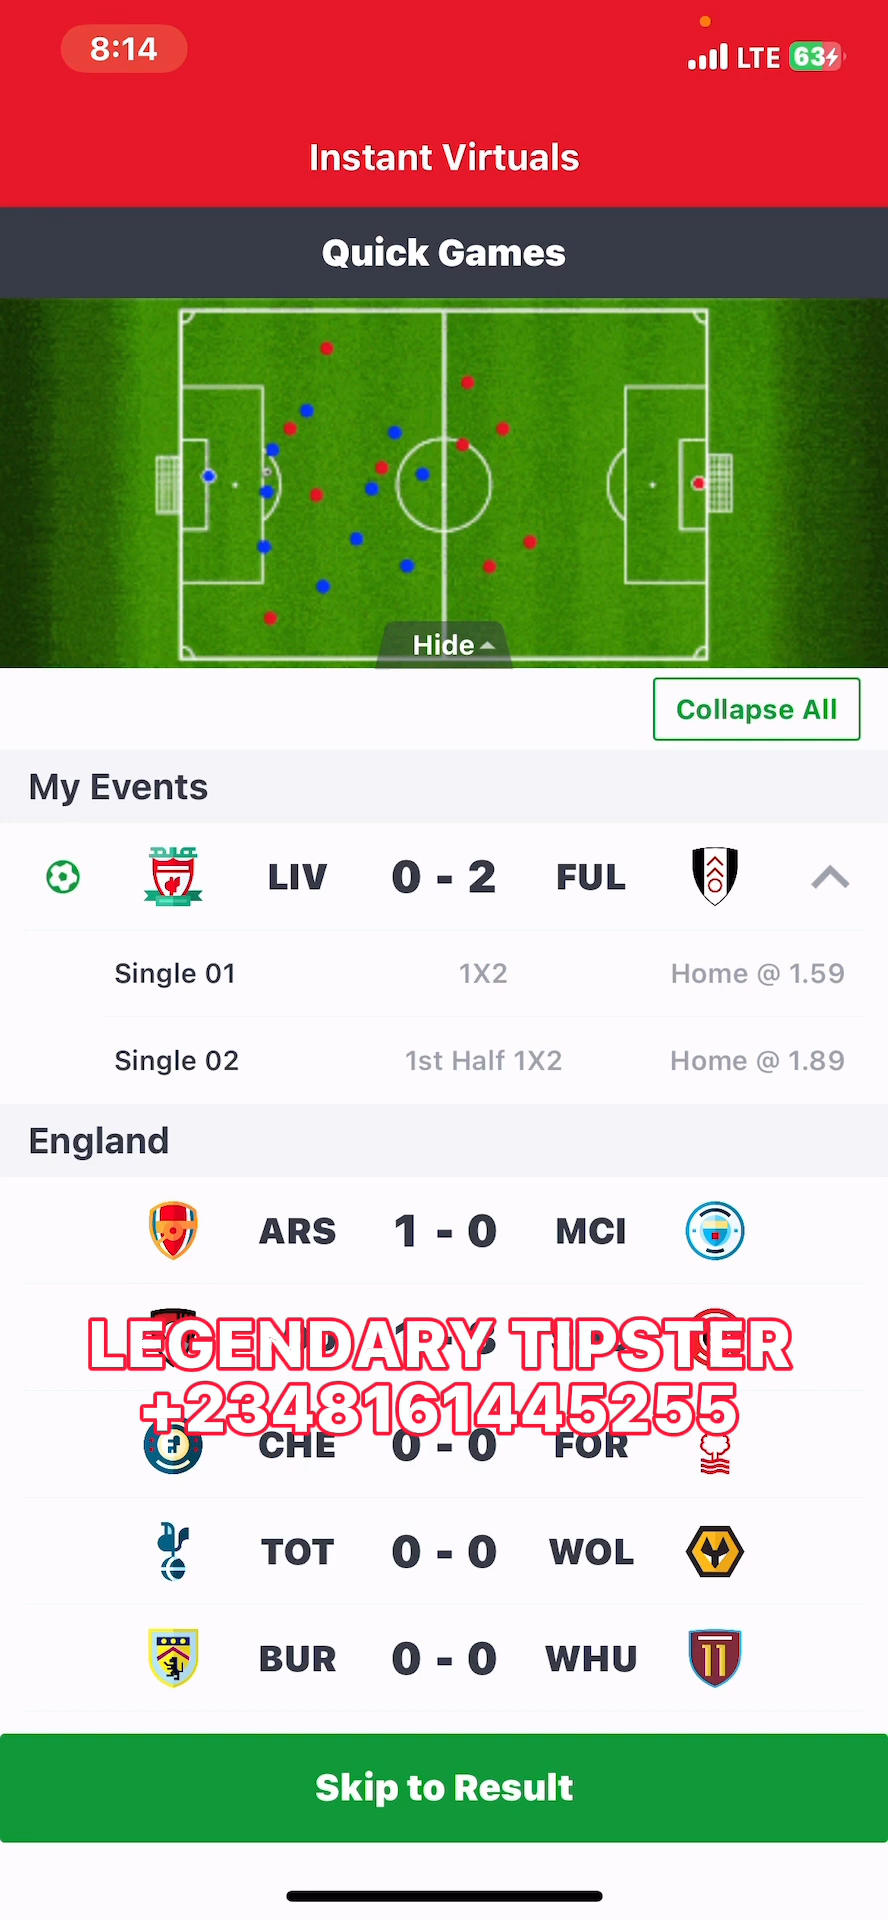 8:14
LTE 63
Instant Virtuals
Quick Games
Hide
Collapse All
My Events
LIV 0 - 2 FUL
Single 01 1X2 Home @ 1.59
Single 02 1st Half 1X2 Home @ 1.89
England
ARS 1 - 0 MCI
LEGENDARY TIPSTER
+2348161445255
CHE 0 - 0 FOR
TOT 0 - 0 WOL
BUR 0 - 0 WHU
Skip to Result